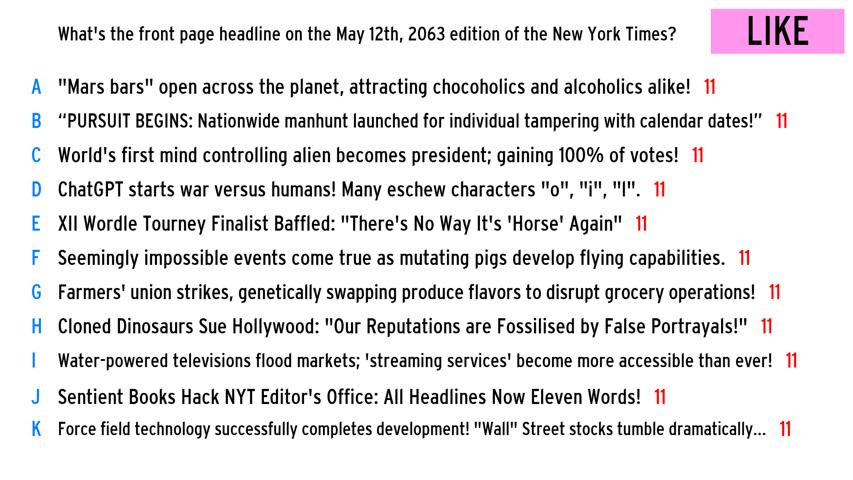 What's the front page headline on the May 12th, 2063 edition of the New York Times?
LIKE
A "Mars bars" open across the planet, attracting chocoholics and alcoholics alike! 11
B “PURSUIT BEGINS: Nationwide manhunt launched for individual tampering with calendar dates!” 11
C World's first mind controlling alien becomes president; gaining 100% of votes! 11
D ChatGPT starts war versus humans! Many eschew characters "o", "i", "l". 11
E XII Wordle Tourney Finalist Baffled: "There's No Way It's 'Horse' Again" 11
F Seemingly impossible events come true as mutating pigs develop flying capabilities. 11
G Farmers' union strikes, genetically swapping produce flavors to disrupt grocery operations! 11
H Cloned Dinosaurs Sue Hollywood: "Our Reputations are Fossilised by False Portrayals!" 11
I Water-powered televisions flood markets; 'streaming services' become more accessible than ever! 11
J Sentient Books Hack NYT Editor's Office: All Headlines Now Eleven Words! 11
K Force field technology successfully completes development! "Wall" Street stocks tumble dramatically... 11